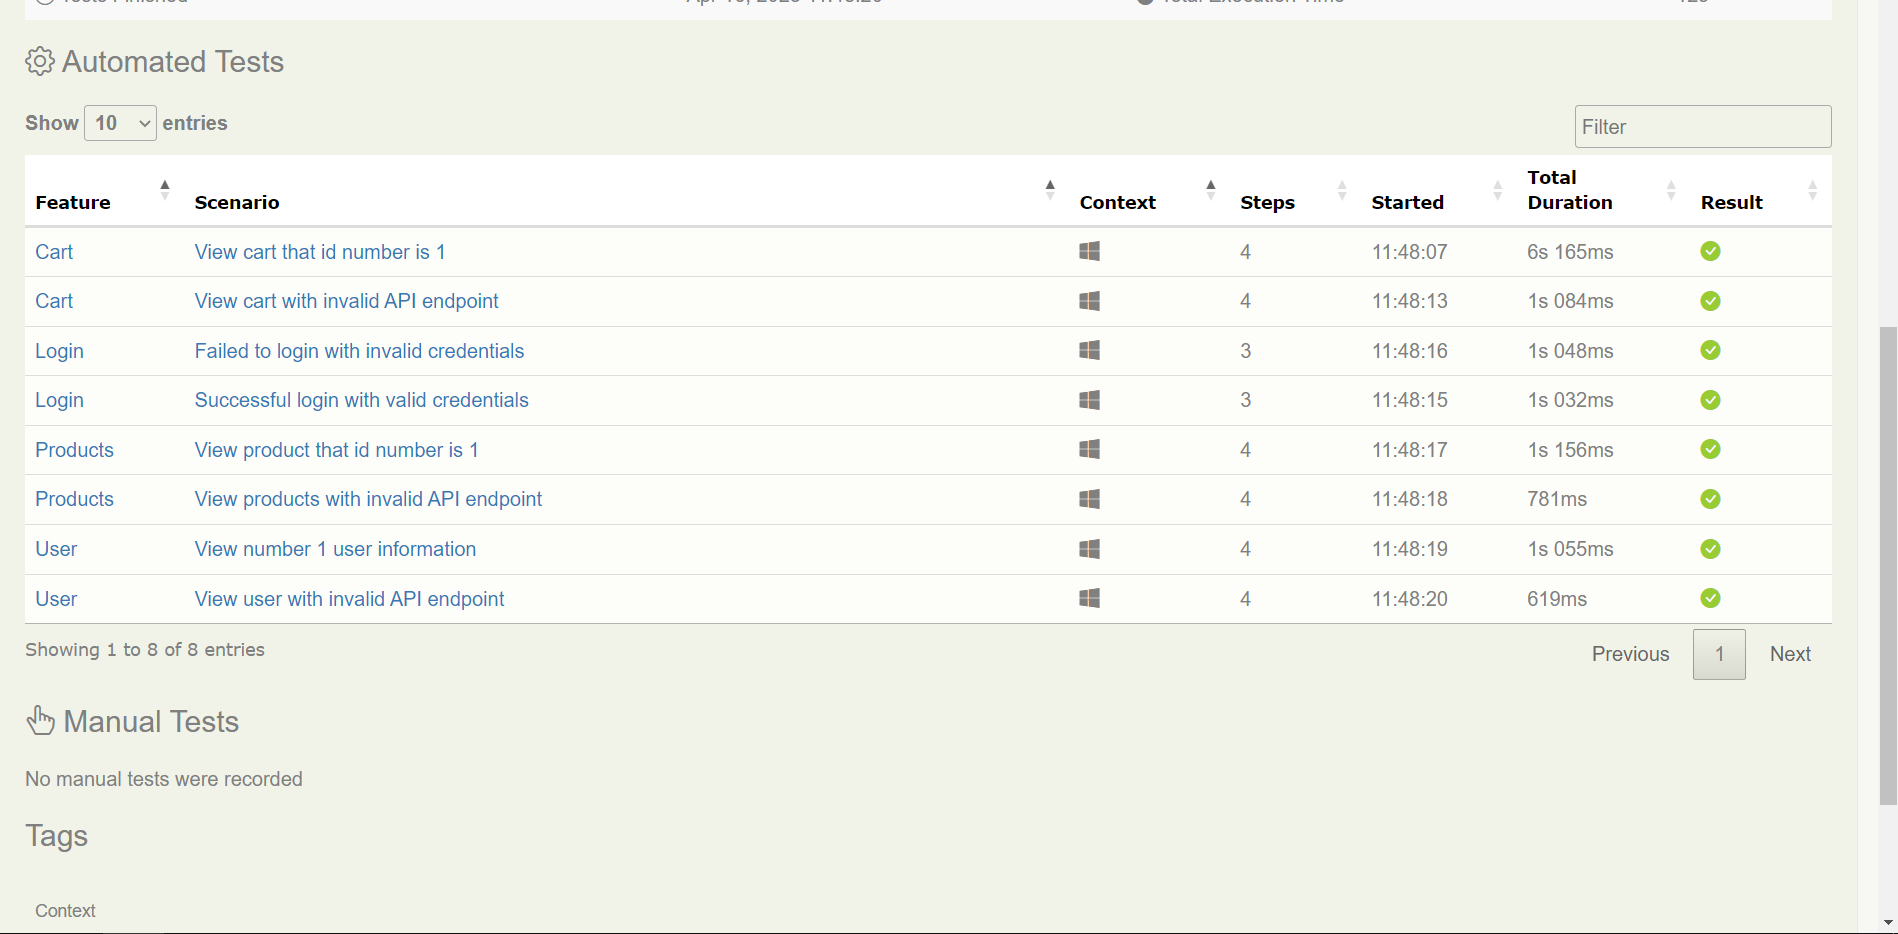 Automated Tests
Show 10 entries
Filter
Feature Scenario Context Steps Started Total Duration Result
Cart View cart that id number is 1 4 11:48:07 6s 165ms
Cart View cart with invalid API endpoint 4 11:48:13 1s 084ms
Login Failed to login with invalid credentials 3 11:48:16 1s 048ms
Login Successful login with valid credentials 3 11:48:15 1s 032ms
Products View product that id number is 1 4 11:48:17 1s 156ms
Products View products with invalid API endpoint 4 11:48:18 781ms
User View number 1 user information 4 11:48:19 1s 055ms
User View user with invalid API endpoint 4 11:48:20 619ms
Showing 1 to 8 of 8 entries
Previous 1 Next
Manual Tests
No manual tests were recorded
Tags
Context